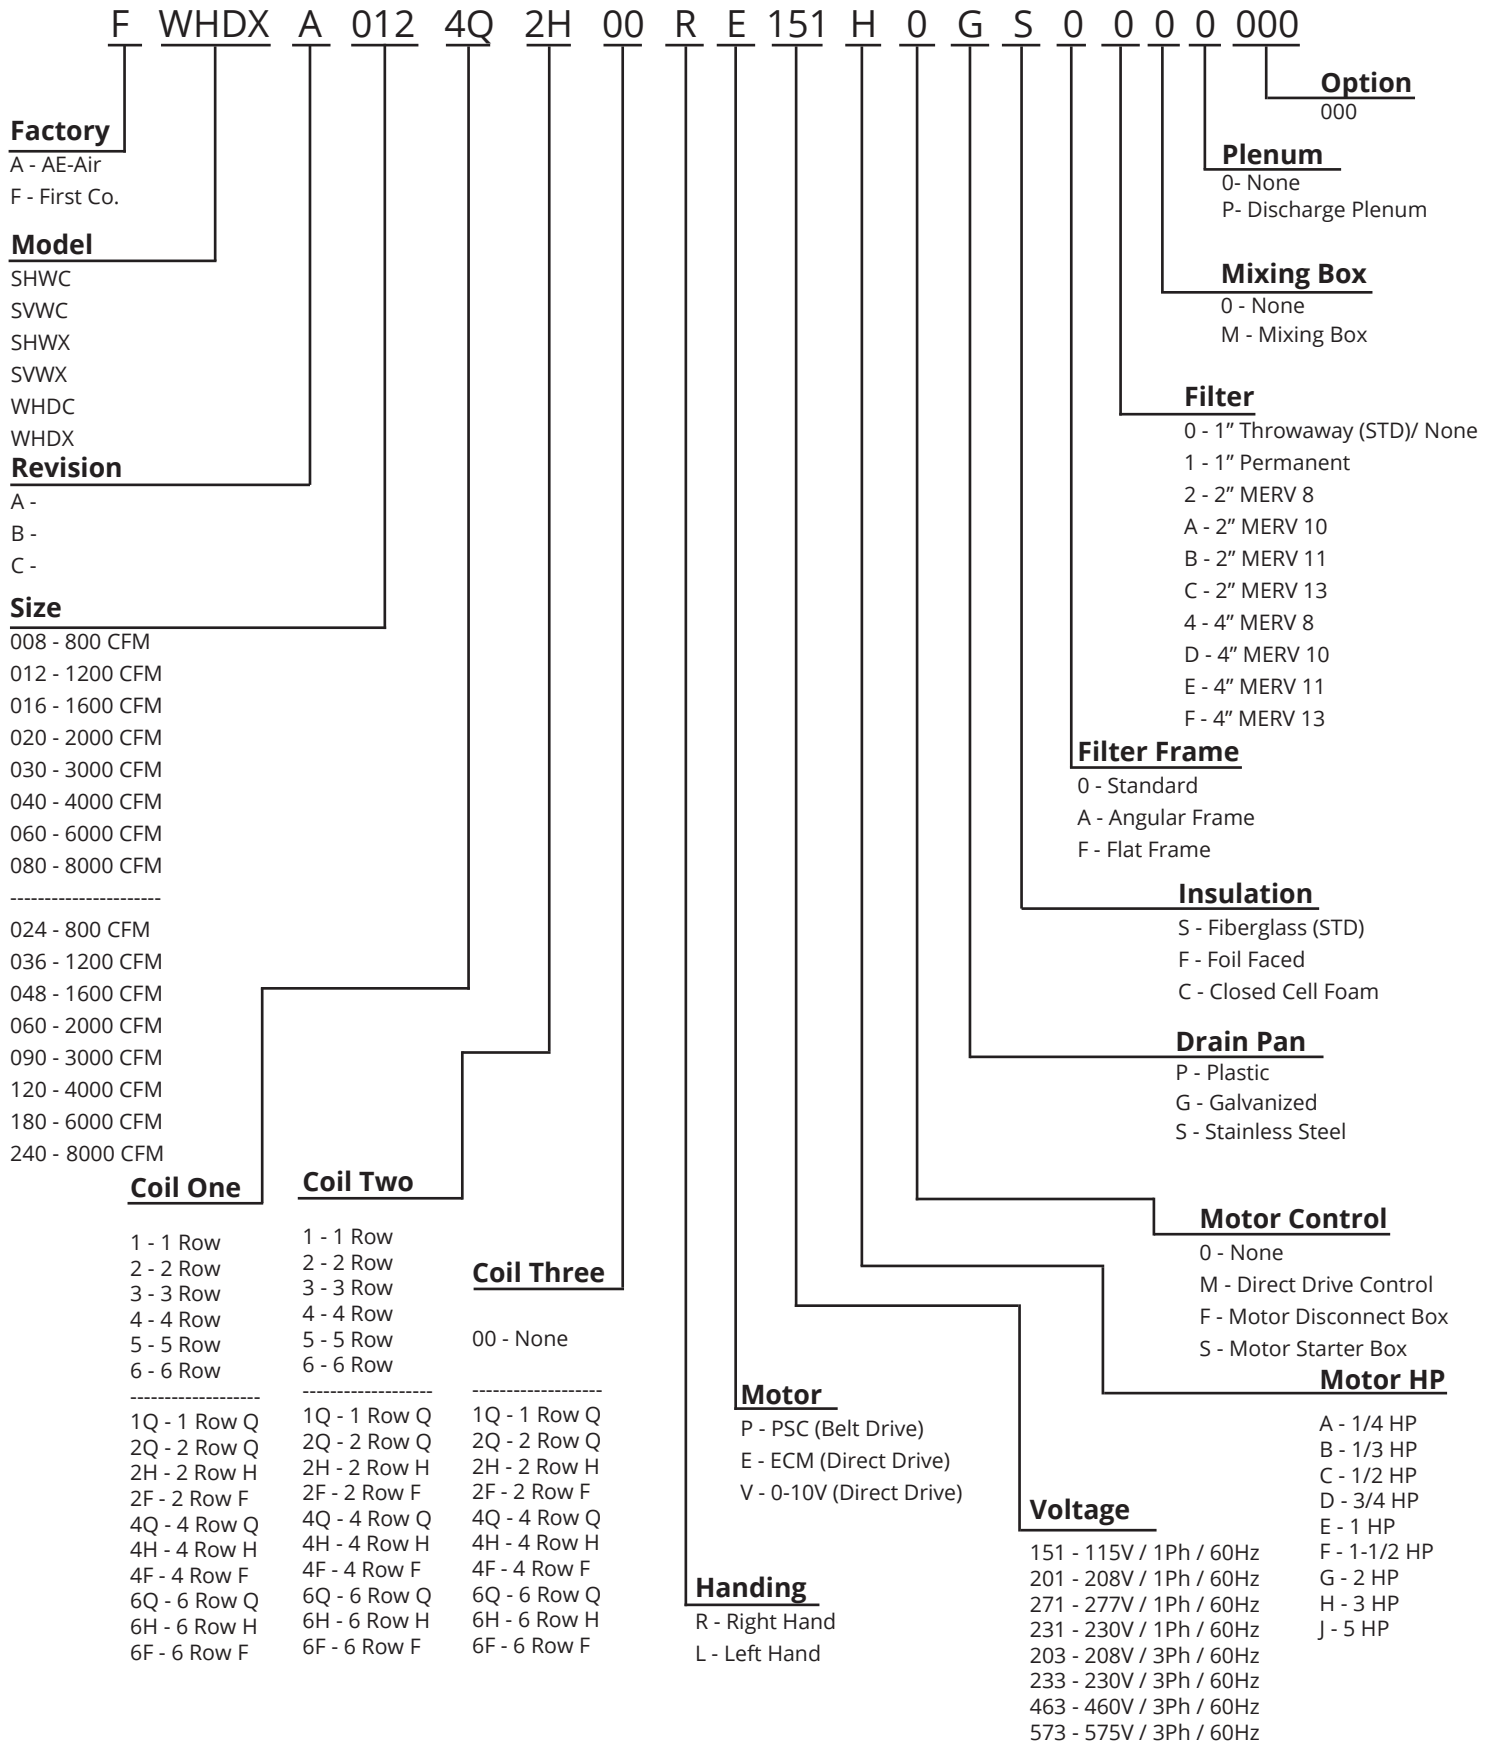 F WHDX A 012 4Q 2H 00 R E 151 H 0 G S 0 0 0 0 000
Option
000
Factory
A - AE-Air
F - First Co.
Plenum
0- None
P- Discharge Plenum
Model
SHWC
SVWC
SHWX
SVWX
WHDC
WHDX
Mixing Box
0 - None
M - Mixing Box
Filter
0 - 1” Throwaway (STD)/ None
1 - 1” Permanent
2 - 2” MERV 8
A - 2” MERV 10
B - 2” MERV 11
C - 2” MERV 13
4 - 4” MERV 8
D - 4” MERV 10
E - 4” MERV 11
F - 4” MERV 13
Revision
A -
B -
C -
Size
008 - 800 CFM
012 - 1200 CFM
016 - 1600 CFM
020 - 2000 CFM
030 - 3000 CFM
040 - 4000 CFM
060 - 6000 CFM
080 - 8000 CFM
----------------------
024 - 800 CFM
036 - 1200 CFM
048 - 1600 CFM
060 - 2000 CFM
090 - 3000 CFM
120 - 4000 CFM
180 - 6000 CFM
240 - 8000 CFM
Filter Frame
0 - Standard
A - Angular Frame
F - Flat Frame
Insulation
S - Fiberglass (STD)
F - Foil Faced
C - Closed Cell Foam
Drain Pan
P - Plastic
G - Galvanized
S - Stainless Steel
Coil One
1 - 1 Row
2 - 2 Row
3 - 3 Row
4 - 4 Row
5 - 5 Row
6 - 6 Row
-------------------
1Q - 1 Row Q
2Q - 2 Row Q
2H - 2 Row H
2F - 2 Row F
4Q - 4 Row Q
4H - 4 Row H
4F - 4 Row F
6Q - 6 Row Q
6H - 6 Row H
6F - 6 Row F
Coil Two
1 - 1 Row
2 - 2 Row
3 - 3 Row
4 - 4 Row
5 - 5 Row
6 - 6 Row
-------------------
1Q - 1 Row Q
2Q - 2 Row Q
2H - 2 Row H
2F - 2 Row F
4Q - 4 Row Q
4H - 4 Row H
4F - 4 Row F
6Q - 6 Row Q
6H - 6 Row H
6F - 6 Row F
Coil Three
00 - None
-------------------
1Q - 1 Row Q
2Q - 2 Row Q
2H - 2 Row H
2F - 2 Row F
4Q - 4 Row Q
4H - 4 Row H
4F - 4 Row F
6Q - 6 Row Q
6H - 6 Row H
6F - 6 Row F
Handing
R - Right Hand
L - Left Hand
Motor
P - PSC (Belt Drive)
E - ECM (Direct Drive)
V - 0-10V (Direct Drive)
Voltage
151 - 115V / 1Ph / 60Hz
201 - 208V / 1Ph / 60Hz
271 - 277V / 1Ph / 60Hz
231 - 230V / 1Ph / 60Hz
203 - 208V / 3Ph / 60Hz
233 - 230V / 3Ph / 60Hz
463 - 460V / 3Ph / 60Hz
573 - 575V / 3Ph / 60Hz
Motor Control
0 - None
M - Direct Drive Control
F - Motor Disconnect Box
S - Motor Starter Box
Motor HP
A - 1/4 HP
B - 1/3 HP
C - 1/2 HP
D - 3/4 HP
E - 1 HP
F - 1-1/2 HP
G - 2 HP
H - 3 HP
J - 5 HP